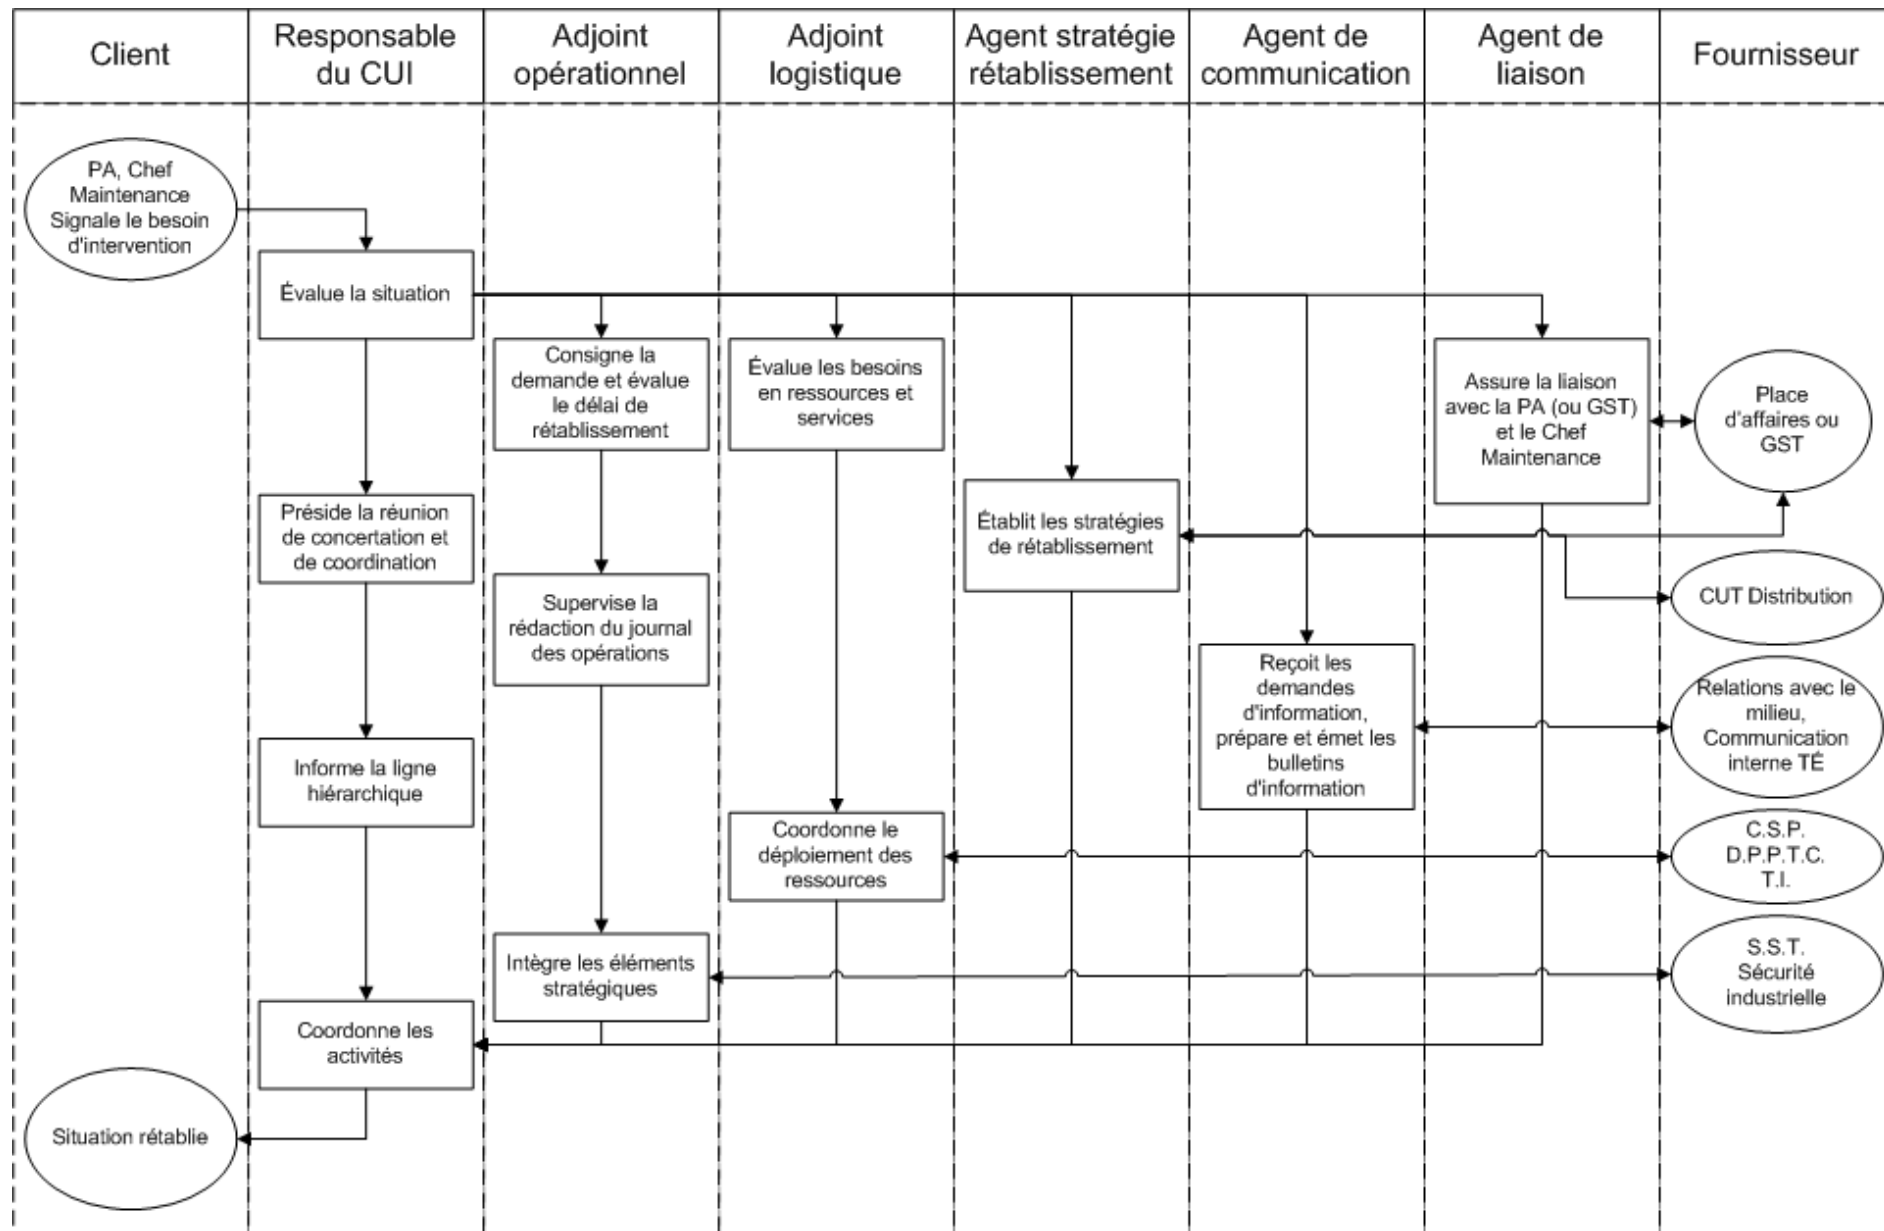 Client
Responsable
du CUI
Adjoint
opérationnel
Adjoint
logistique
Agent stratégie
rétablissement
Agent de
communication
Agent de
liaison
Fournisseur
PA, Chef
Maintenance
Signale le besoin
d'intervention
Évalue la situation
Consigne la
demande et évalue
le délai de
rétablissement
Évalue les besoins
en ressources et
services
Assure la liaison
avec la PA (ou GST)
et le Chef
Maintenance
Place
d'affaires ou
GST
Préside la réunion
de concertation et
de coordination
Établit les stratégies
de rétablissement
CUT Distribution
Supervise la
rédaction du journal
des opérations
Reçoit les
demandes
d'information,
prépare et émet les
bulletins
d'information
Relations avec le
milieu,
Communication
interne TÉ
Informe la ligne
hiérarchique
Coordonne le
déploiement des
ressources
C.S.P.
D.P.P.T.C.
T.I.
Intègre les éléments
stratégiques
S.S.T.
Sécurité
industrielle
Coordonne les
activités
Situation rétablie